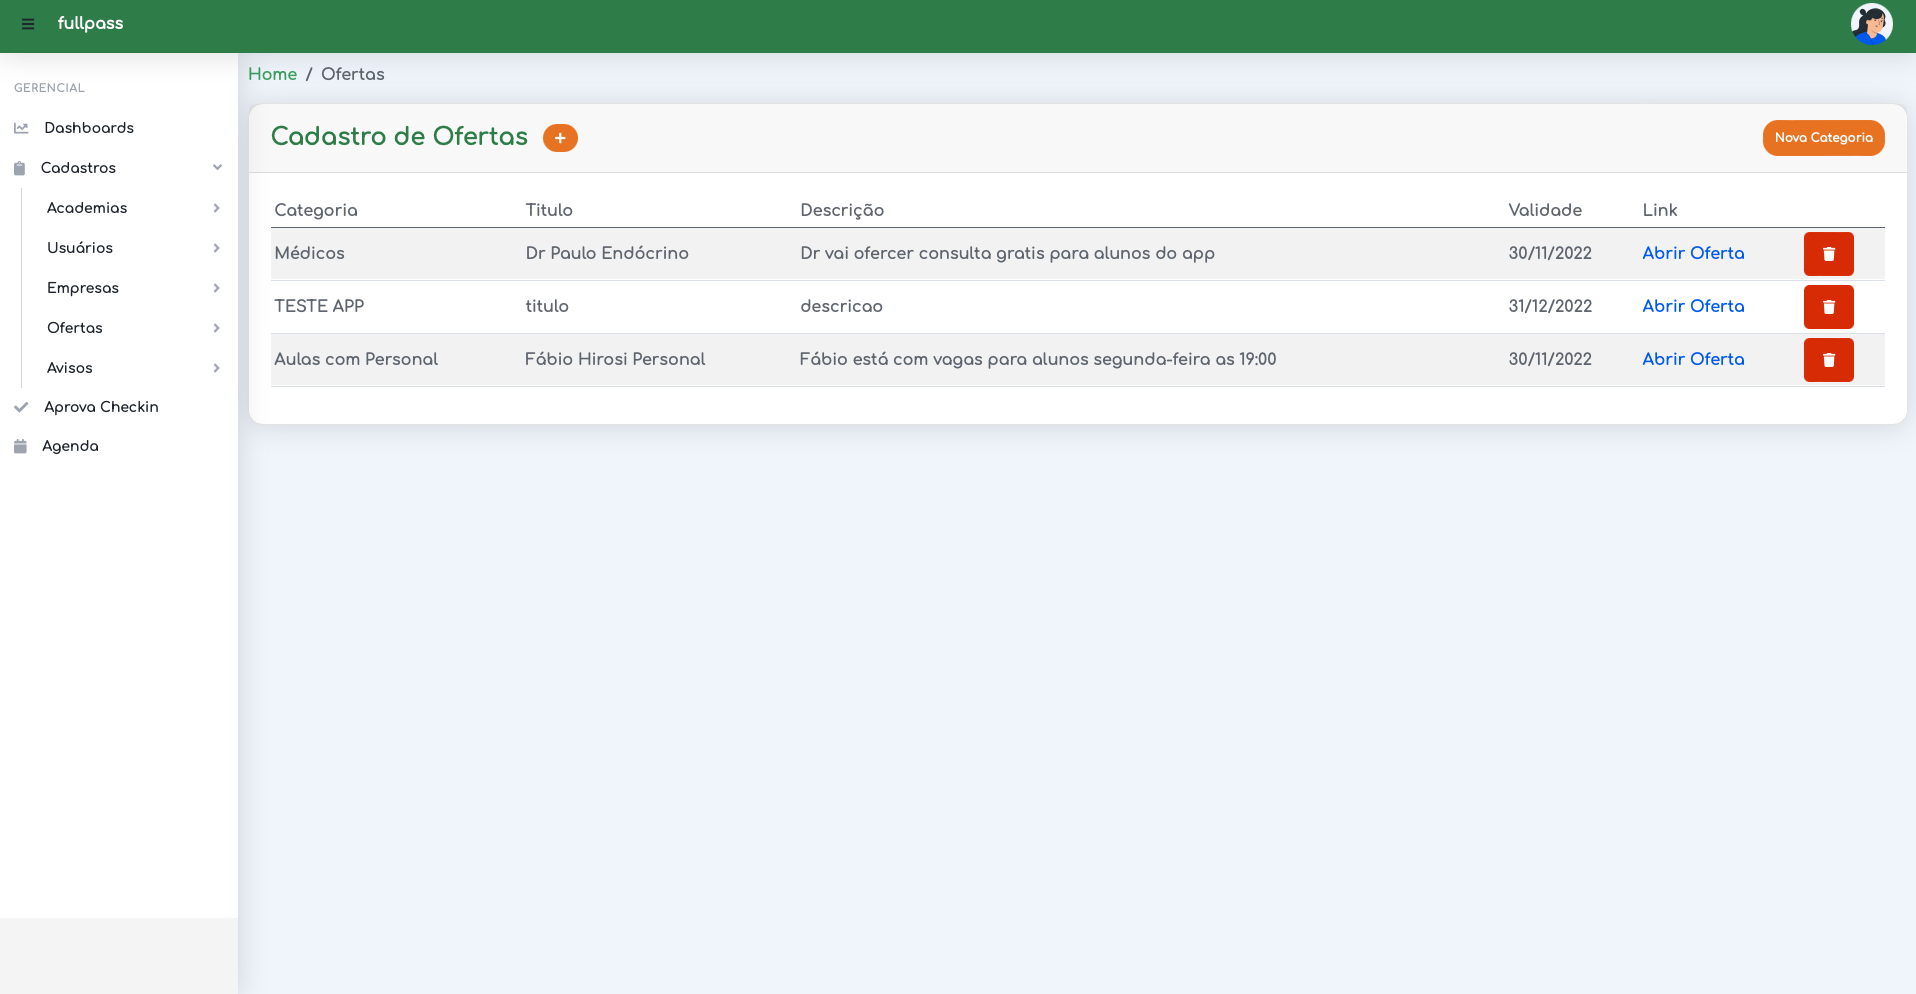 fullpass
GERENCIAL
Dashboards
Cadastros
Academias
Usuários
Empresas
Ofertas
Avisos
Aprova Checkin
Agenda
Home / Ofertas
Cadastro de Ofertas +
Nova Categoria
Categoria Titulo Descrição Validade Link
Médicos Dr Paulo Endócrino Dr vai ofercer consulta gratis para alunos do app 30/11/2022 Abrir Oferta
TESTE APP titulo descricao 31/12/2022 Abrir Oferta
Aulas com Personal Fábio Hirosi Personal Fábio está com vagas para alunos segunda-feira as 19:00 30/11/2022 Abrir Oferta